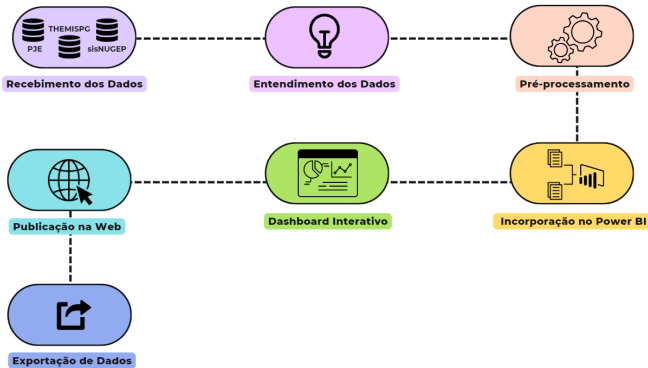 THEMISPG
PJE
sisNUGEP
Recebimento dos Dados
Entendimento dos Dados
Pré-processamento
Publicação na Web
Dashboard Interativo
Incorporação no Power BI
Exportação de Dados